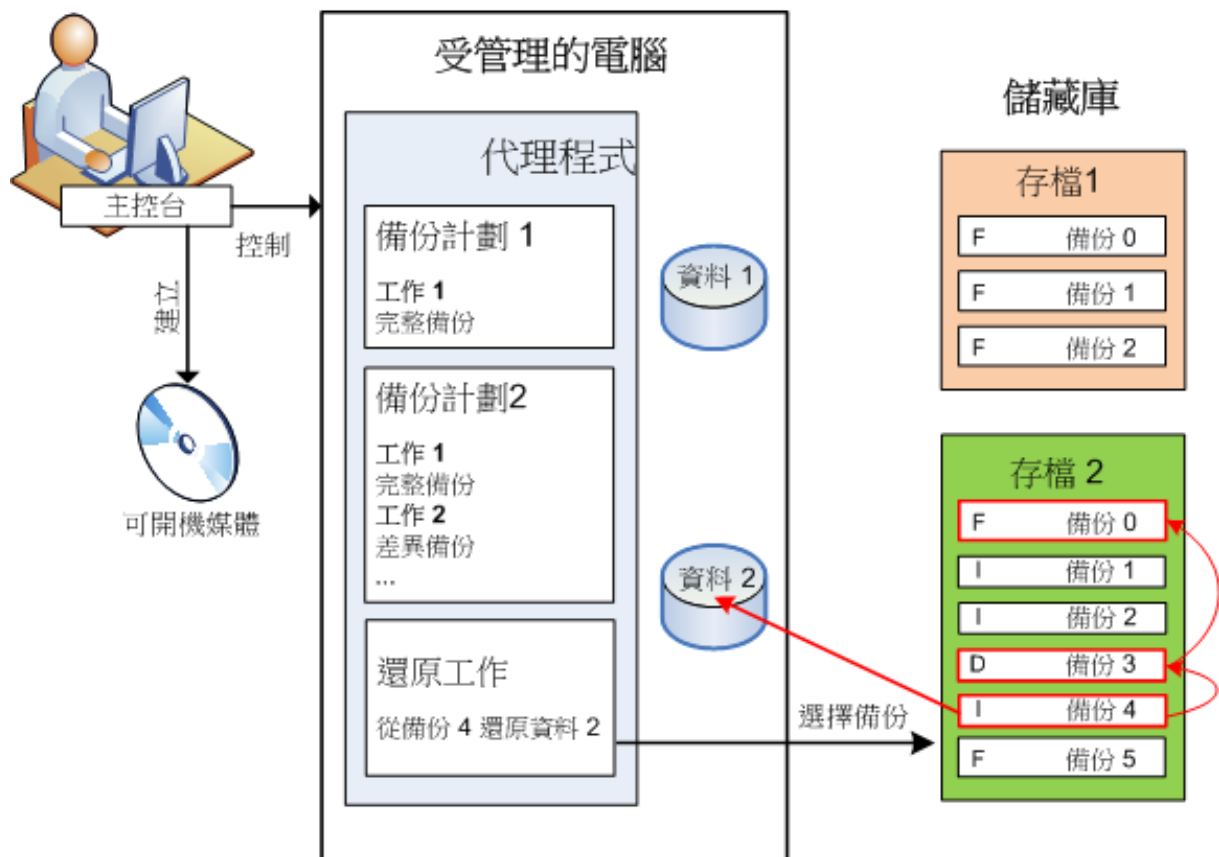 受管理的電腦
儲藏庫
代理程式
主控台
控制
建立
可開機媒體
備份計劃 1
工作 1
完整備份
備份計劃2
工作 1
完整備份
工作 2
差異備份
...
還原工作
從備份 4 還原資料 2
資料 1
資料 2
選擇備份
存檔1
F 備份 0
F 備份 1
F 備份 2
存檔 2
F 備份 0
I 備份 1
I 備份 2
D 備份 3
I 備份 4
F 備份 5